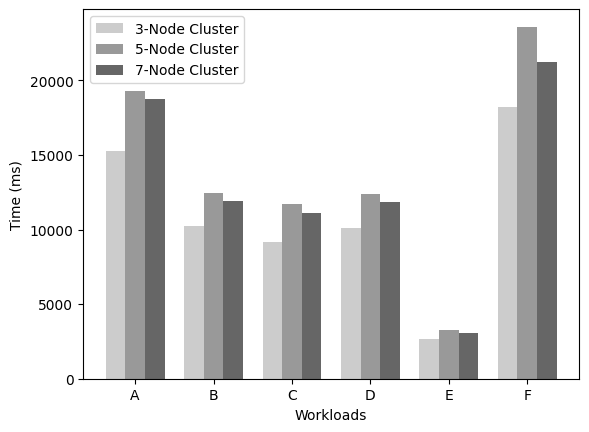 3-Node Cluster
5-Node Cluster
7-Node Cluster
Time (ms)
20000
15000
10000
5000
0
A B C D E F
Workloads